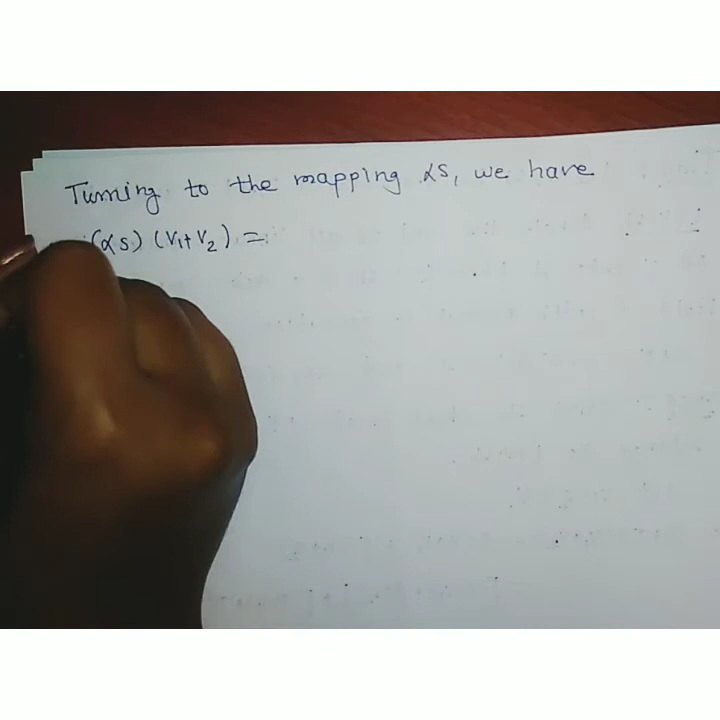 Turning to the mapping αS, we have
(αS) (V₁+V₂) =